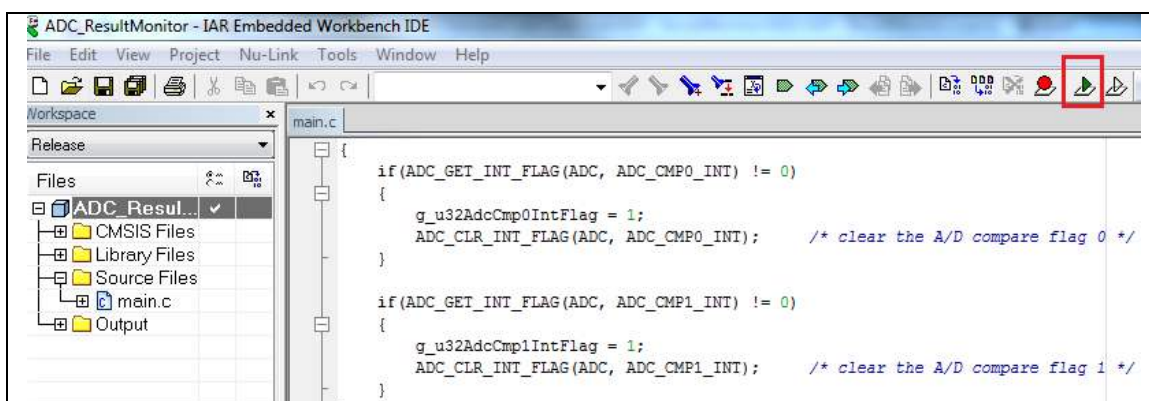 ADC_ResultMonitor - IAR Embedded Workbench IDE
File Edit View Project Nu-Link Tools Window Help
Workspace
main.c
Release
Files
ADC_Resul...
CMSIS Files
Library Files
Source Files
main.c
Output
{
if(ADC_GET_INT_FLAG(ADC, ADC_CMP0_INT) != 0)
{
g_u32AdcCmp0IntFlag = 1;
ADC_CLR_INT_FLAG(ADC, ADC_CMP0_INT); /* clear the A/D compare flag 0 */
}
if(ADC_GET_INT_FLAG(ADC, ADC_CMP1_INT) != 0)
{
g_u32AdcCmp1IntFlag = 1;
ADC_CLR_INT_FLAG(ADC, ADC_CMP1_INT); /* clear the A/D compare flag 1 */
}